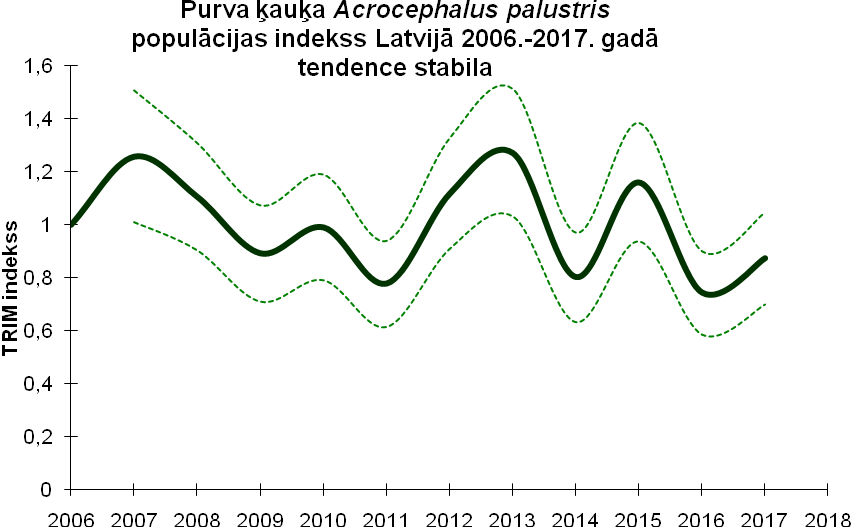 Purva ķauķa Acrocephalus palustris
populācijas indekss Latvijā 2006.-2017. gadā
tendence stabila
1,6
1,4
1,2
1
0,8
0,6
0,4
0,2
0
TRIM indekss
2006 2007 2008 2009 2010 2011 2012 2013 2014 2015 2016 2017 2018